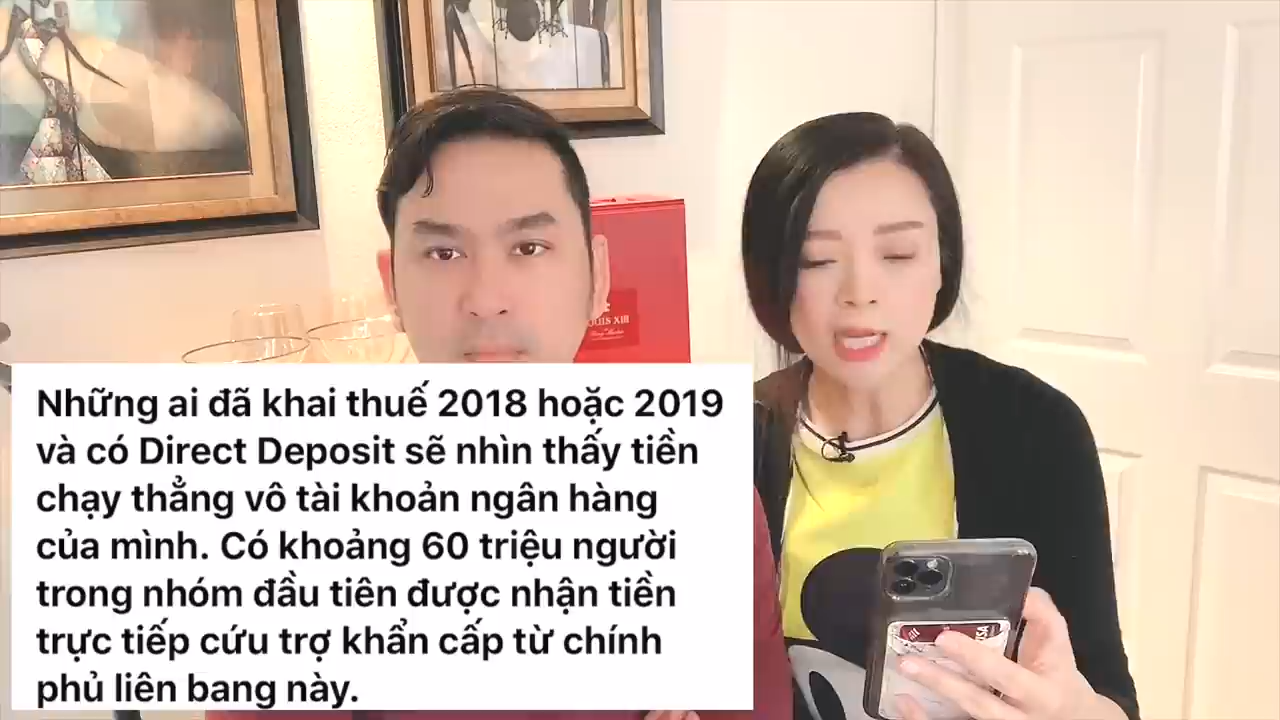 Những ai đã khai thuế 2018 hoặc 2019
và có Direct Deposit sẽ nhìn thấy tiền
chạy thẳng vô tài khoản ngân hàng
của mình. Có khoảng 60 triệu người
trong nhóm đầu tiên được nhận tiền
trực tiếp cứu trợ khẩn cấp từ chính
phủ liên bang này.
OUIS XIII